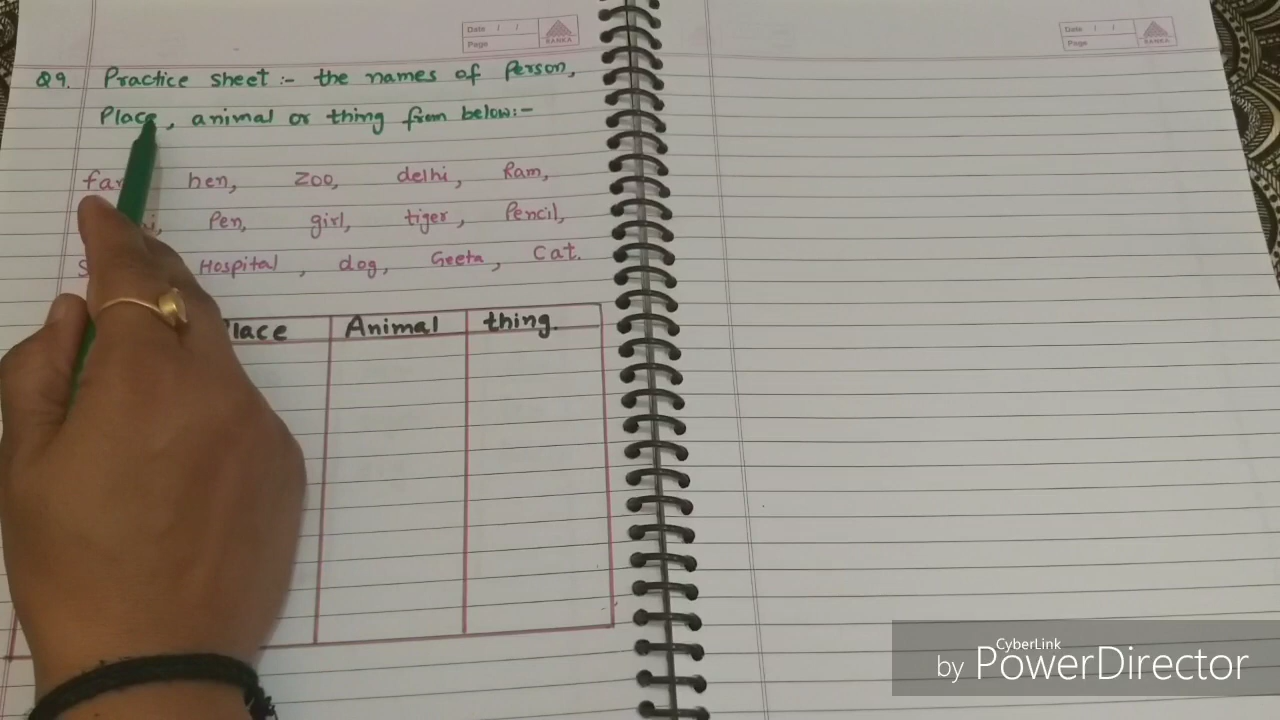 Date / /
Page
RANKA
Date / /
Page
RANKA
Q9. Practice sheet :- the names of Person,
Place, animal or thing from below:-
hen, Zoo, delhi, Ram,
Pen, girl, tiger, Pencil,
Hospital, dog, Geeta, Cat.
Animal thing.
CyberLink
by PowerDirector